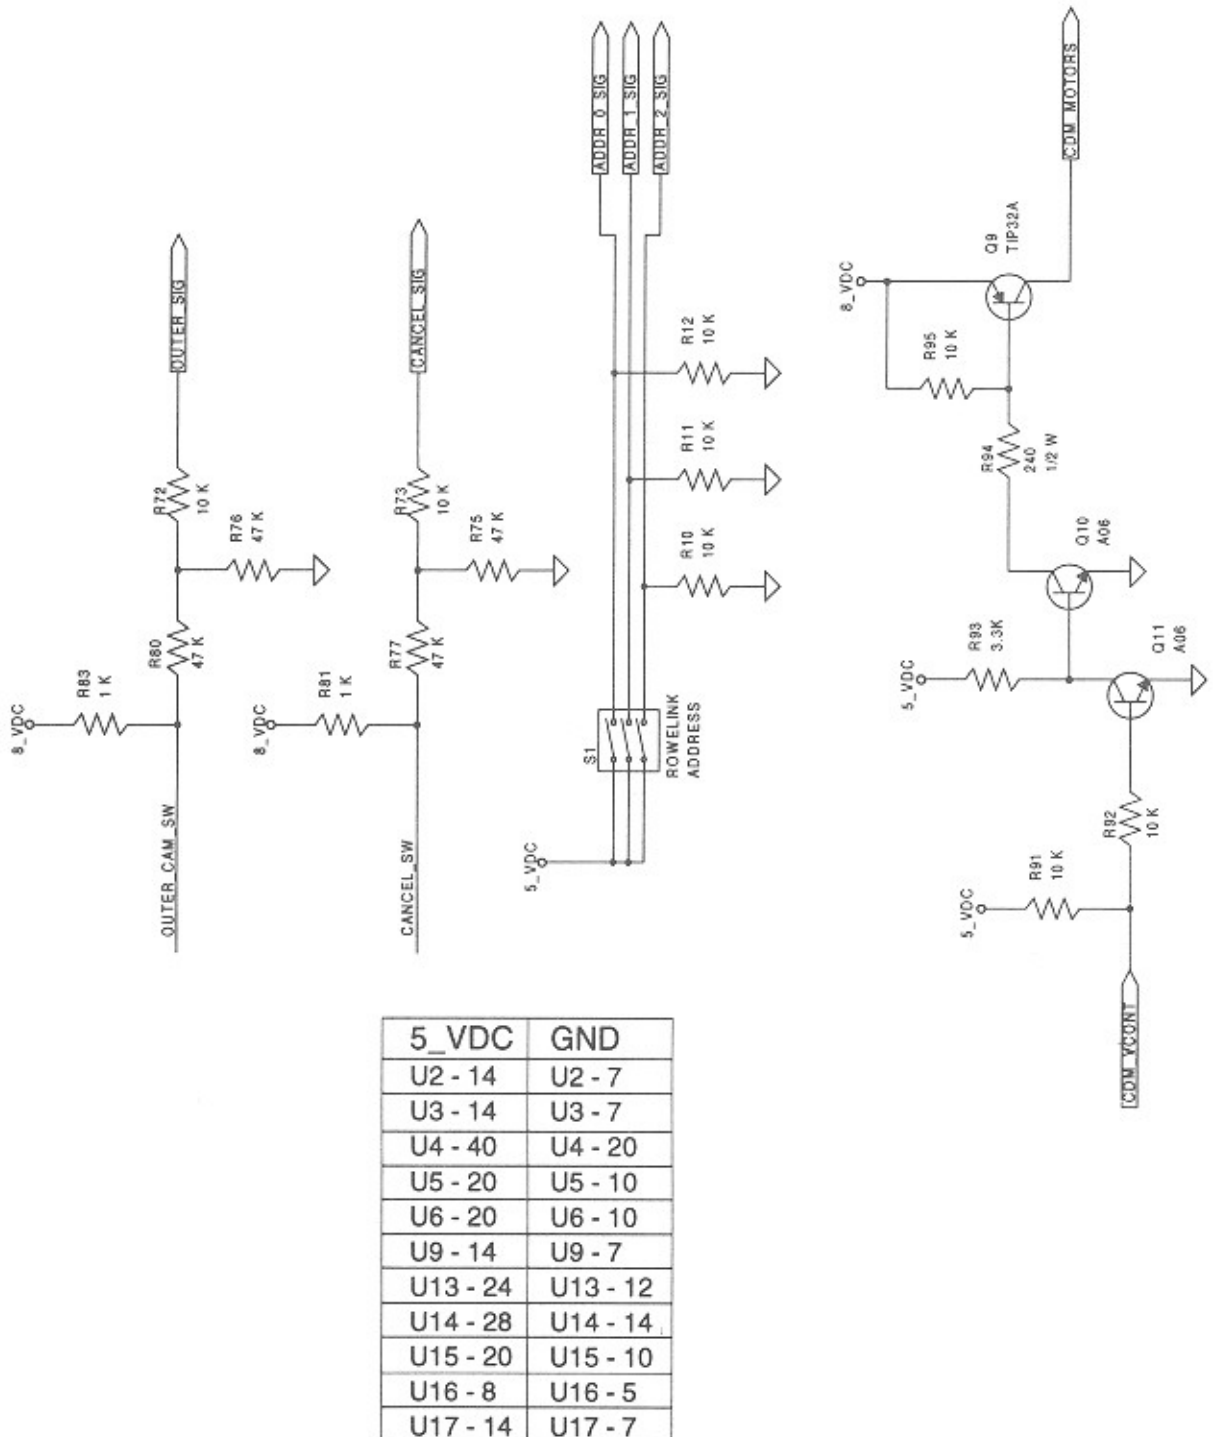 ADDR_0_SIG
ADDR_1_SIG
ADDR_2_SIG
CDM_MOTORS
Q9
TIP32A
OUTER_SIG
CANCEL_SIG
8_VDC
R12
10 K
R95
10 K
R11
10 K
R94
240
1/2 W
R72
10 K
R73
10 K
R76
47 K
R75
47 K
R10
10 K
Q10
A06
R80
47 K
R77
47 K
R93
3.3K
Q11
A06
R83
1 K
R81
1 K
5_VDC
8_VDC
8_VDC
S1
ROWELINK
ADDRESS
R92
10 K
OUTER_CAM_SW
CANCEL_SW
5_VDC
R91
10 K
5_VDC
CDM_VCONT
5_VDC GND
U2 - 14 U2 - 7
U3 - 14 U3 - 7
U4 - 40 U4 - 20
U5 - 20 U5 - 10
U6 - 20 U6 - 10
U9 - 14 U9 - 7
U13 - 24 U13 - 12
U14 - 28 U14 - 14
U15 - 20 U15 - 10
U16 - 8 U16 - 5
U17 - 14 U17 - 7